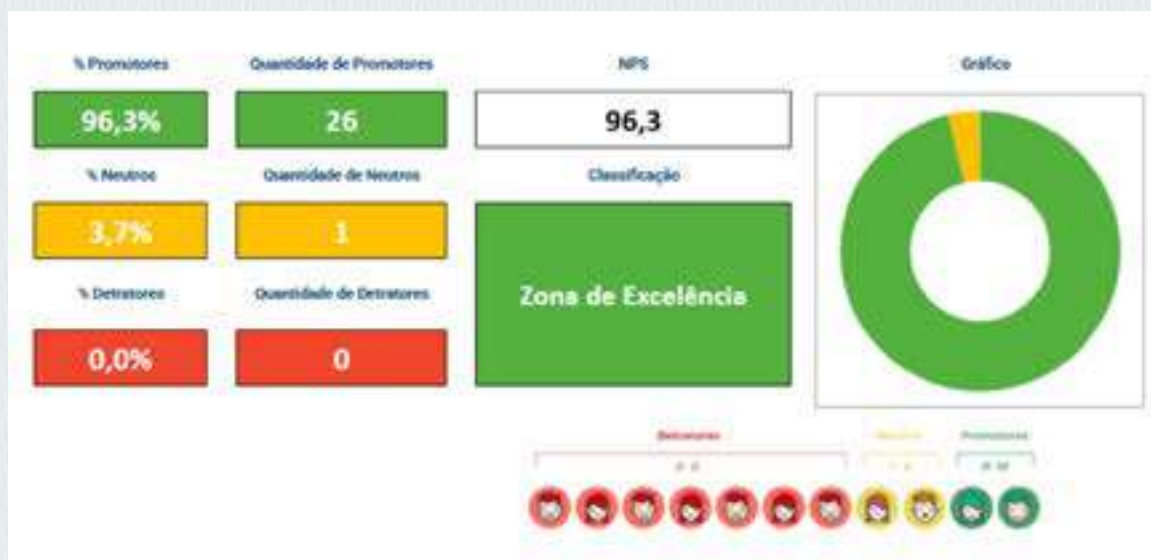 % Promotores
Quantidade de Promotores
NPS
Gráfico
96,3%
26
96,3
% Neutros
Quantidade de Neutros
Classificação
3,7%
1
Zona de Excelência
% Detratores
Quantidade de Detratores
0,0%
0
Detratores
Promotores